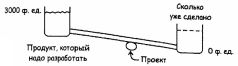 3000 ф. ед.
Сколько
уже сделано
Продукт, который
надо разработать
Проект
0 ф. ед.